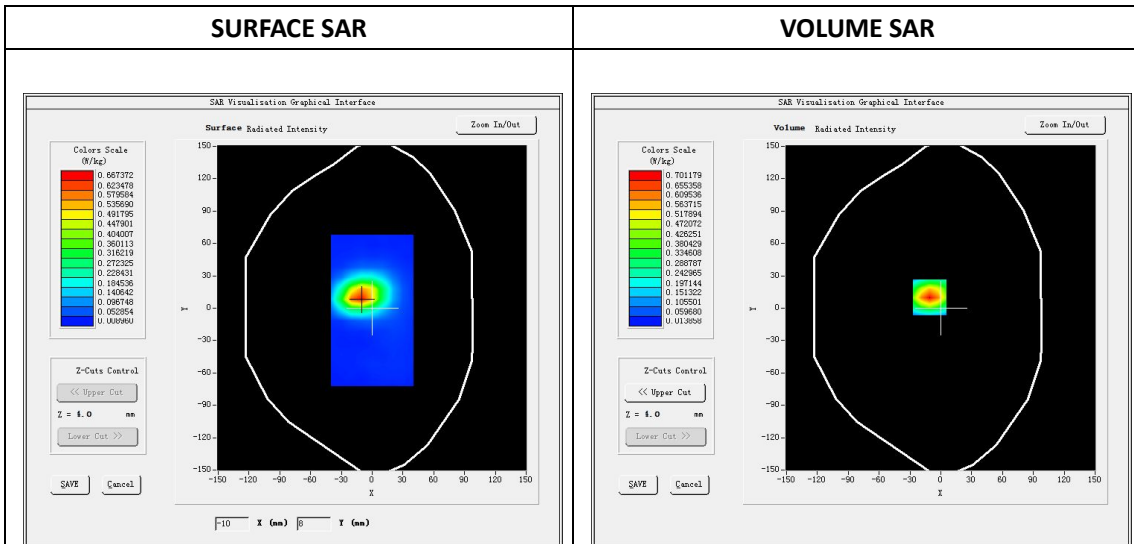 SURFACE SAR
SAR Visualisation Graphical Interface
Surface Radiated Intensity
Zoom In/Out
Colors Scale
(W/kg)
0.667372
0.623478
0.579584
0.535690
0.491795
0.447901
0.404007
0.360113
0.316219
0.272325
0.228431
0.184536
0.140642
0.096748
0.052854
0.008960
150
120
90
60
30
0
-30
-60
-90
-120
-150
Y
-150 -120 -90 -60 -30 0 30 60 90 120 150
X
Z-Cuts Control
<< Upper Cut
Z = 4.0 mm
Lower Cut >>
SAVE Cancel
-10 X (mm) 8 Y (mm)
VOLUME SAR
SAR Visualisation Graphical Interface
Volume Radiated Intensity
Zoom In/Out
Colors Scale
(W/kg)
0.701179
0.655358
0.609536
0.563715
0.517894
0.472072
0.426251
0.380429
0.334608
0.288787
0.242965
0.197144
0.151322
0.105501
0.059680
0.013858
150
120
90
60
30
0
-30
-60
-90
-120
-150
Y
-150 -120 -90 -60 -30 0 30 60 90 120 150
X
Z-Cuts Control
<< Upper Cut
Z = 4.0 mm
Lower Cut >>
SAVE Cancel